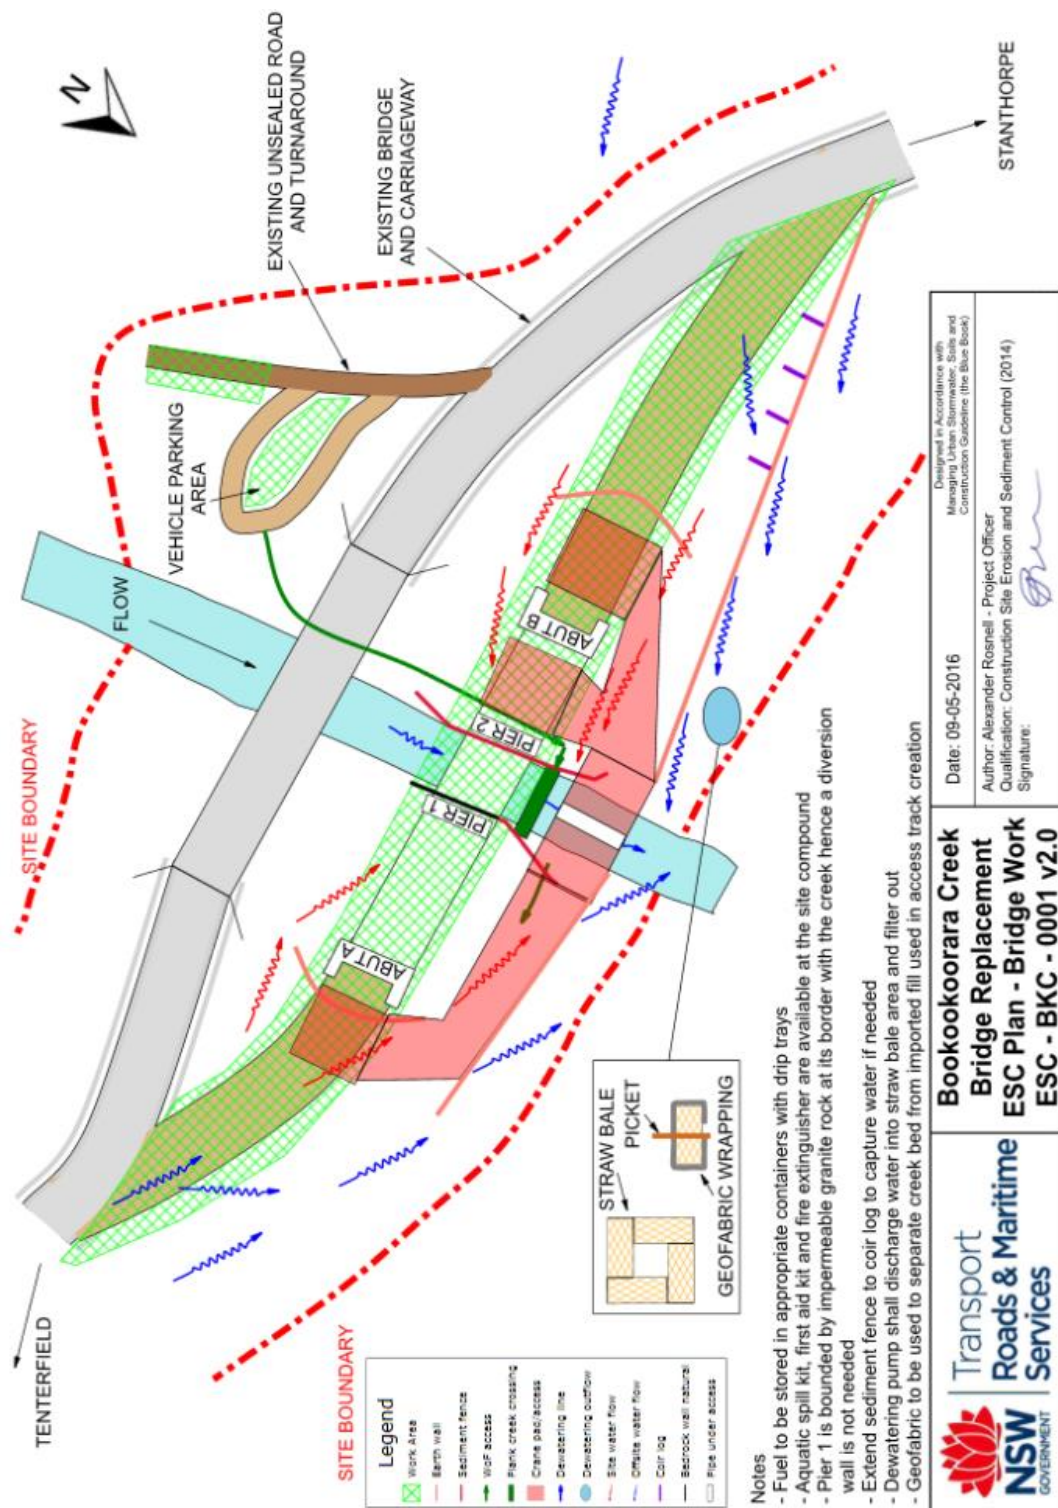 N
EXISTING UNSEALED ROAD
AND TURNAROUND
EXISTING BRIDGE
AND CARRIAGEWAY
STANTHORPE
VEHICLE PARKING
AREA
FLOW
SITE BOUNDARY
ABUT B
PIER 2
PIER 1
ABUT A
TENTERFIELD
SITE BOUNDARY
STRAW BALE
PICKET
GEOFABRIC WRAPPING
Legend
Work Area
Earth wall
Sediment fence
WoF access
Plank creek crossing
Crane pad/access
Dewatering line
Dewatering outflow
Site water flow
Offsite water flow
Coir log
Bedrock wall natural
Pipe under access
Notes
- Fuel to be stored in appropriate containers with drip trays
- Aquatic spill kit, first aid kit and fire extinguisher are available at the site compound
- Pier 1 is bounded by impermeable granite rock at its border with the creek hence a diversion
wall is not needed
- Extend sediment fence to coir log to capture water if needed
- Dewatering pump shall discharge water into straw bale area and filter out
- Geofabric to be used to separate creek bed from imported fill used in access track creation
NSW
GOVERNMENT
Transport
Roads & Maritime
Services
Bookookoorara Creek
Bridge Replacement
ESC Plan - Bridge Work
ESC - BKC - 0001 v2.0
Date: 09-05-2016
Designed in Accordance with
Managing Urban Stormwater, Soils and
Construction Guideline (the Blue Book)
Author: Alexander Rosnell - Project Officer
Qualification: Construction Site Erosion and Sediment Control (2014)
Signature: